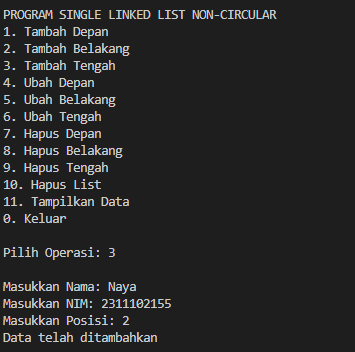 PROGRAM SINGLE LINKED LIST NON-CIRCULAR
1. Tambah Depan
2. Tambah Belakang
3. Tambah Tengah
4. Ubah Depan
5. Ubah Belakang
6. Ubah Tengah
7. Hapus Depan
8. Hapus Belakang
9. Hapus Tengah
10. Hapus List
11. Tampilkan Data
0. Keluar
Pilih Operasi: 3
Masukkan Nama: Naya
Masukkan NIM: 2311102155
Masukkan Posisi: 2
Data telah ditambahkan